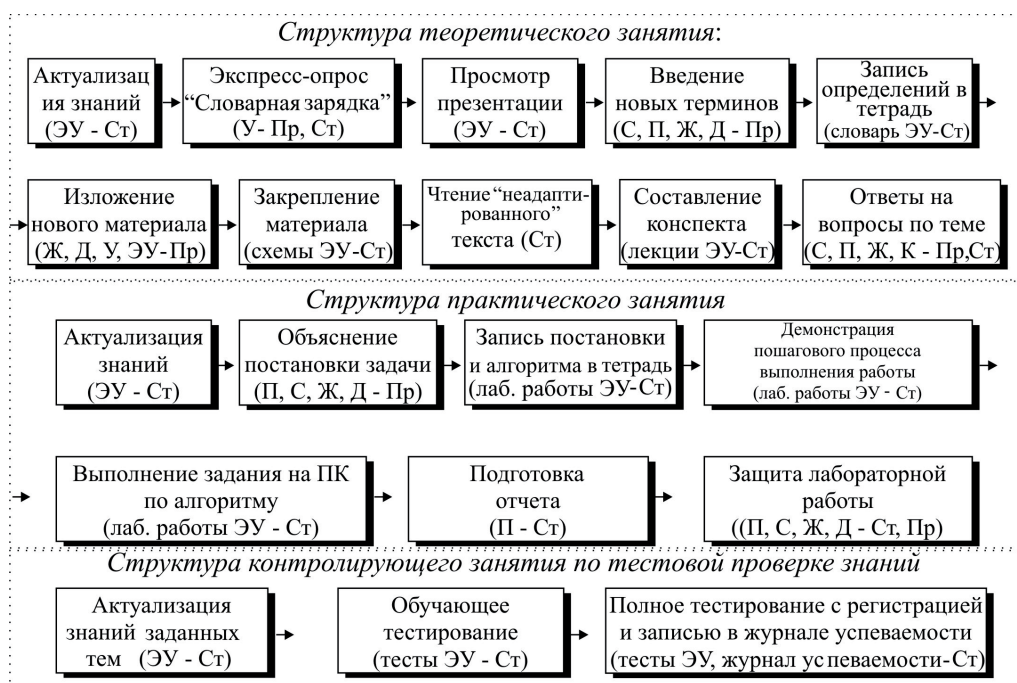 Структура теоретического занятия:
Актуализац
ия знаний
(ЭУ - Ст)
Экспресс-опрос
“Словарная зарядка”
(У- Пр, Ст)
Просмотр
презентации
(ЭУ - Ст)
Введение
новых терминов
(С, П, Ж, Д - Пр)
Запись
определений в
тетрадь
(словарь ЭУ-Ст)
Изложение
нового материала
(Ж, Д, У, ЭУ-Пр)
Закрепление
материала
(схемы ЭУ-Ст)
Чтение “неадапти-
рованного”
текста (Ст)
Составление
конспекта
(лекции ЭУ-Ст)
Ответы на
вопросы по теме
(С, П, Ж, К - Пр,Ст)
Структура практического занятия
Актуализация
знаний
(ЭУ - Ст)
Объяснение
постановки задачи
(П, С, Ж, Д - Пр)
Запись постановки
и алгоритма в тетрадь
(лаб. работы ЭУ-Ст)
Демонстрация
пошагового процесса
выполнения работы
(лаб. работы ЭУ - Ст)
Выполнение задания на ПК
по алгоритму
(лаб. работы ЭУ - Ст)
Подготовка
отчета
(П - Ст)
Защита лабораторной
работы
((П, С, Ж, Д - Ст, Пр)
Структура контролирующего занятия по тестовой проверке знаний
Актуализация
знаний заданных
тем (ЭУ - Ст)
Обучающее
тестирование
(тесты ЭУ - Ст)
Полное тестирование с регистрацией
и записью в журнале успеваемости
(тесты ЭУ, журнал успеваемости-Ст)